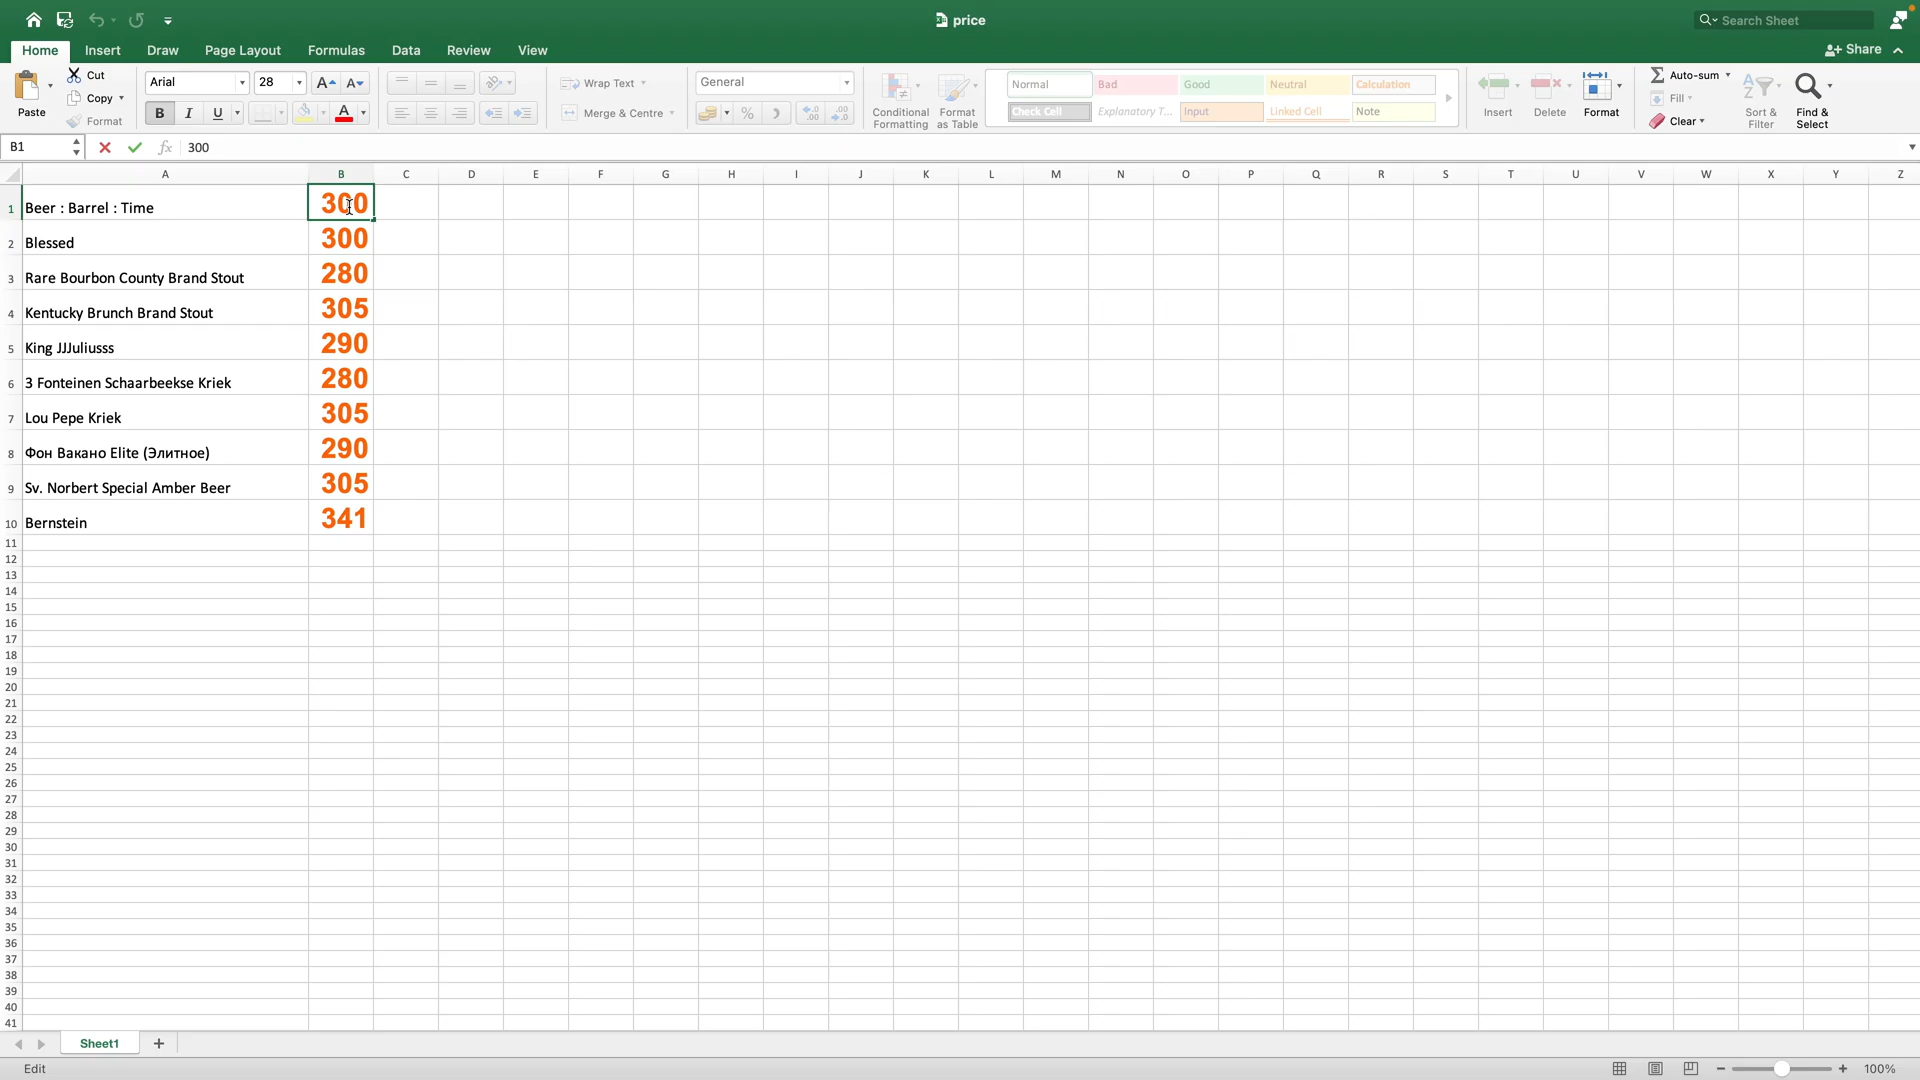 price
Search Sheet
Home Insert Draw Page Layout Formulas Data Review View
Share
Paste
Cut
Copy
Format
Arial 28
B I U
Wrap Text
Merge & Centre
General
Conditional Formatting
Format as Table
Normal Bad Good Neutral Calculation
Check Cell Explanatory T... Input Linked Cell Note
Insert Delete Format
Auto-sum
Fill
Clear
Sort & Filter
Find & Select
B1 fx 300
A B C D E F G H I J K L M N O P Q R S T U V W X Y Z
1 Beer : Barrel : Time 300
2 Blessed 300
3 Rare Bourbon County Brand Stout 280
4 Kentucky Brunch Brand Stout 305
5 King JJJuliusss 290
6 3 Fonteinen Schaarbeekse Kriek 280
7 Lou Pepe Kriek 305
8 Фон Вакано Elite (Элитное) 290
9 Sv. Norbert Special Amber Beer 305
10 Bernstein 341
11
12
13
14
15
16
17
18
19
20
21
22
23
24
25
26
27
28
29
30
31
32
33
34
35
36
37
38
39
40
41
Sheet1
Edit
100%